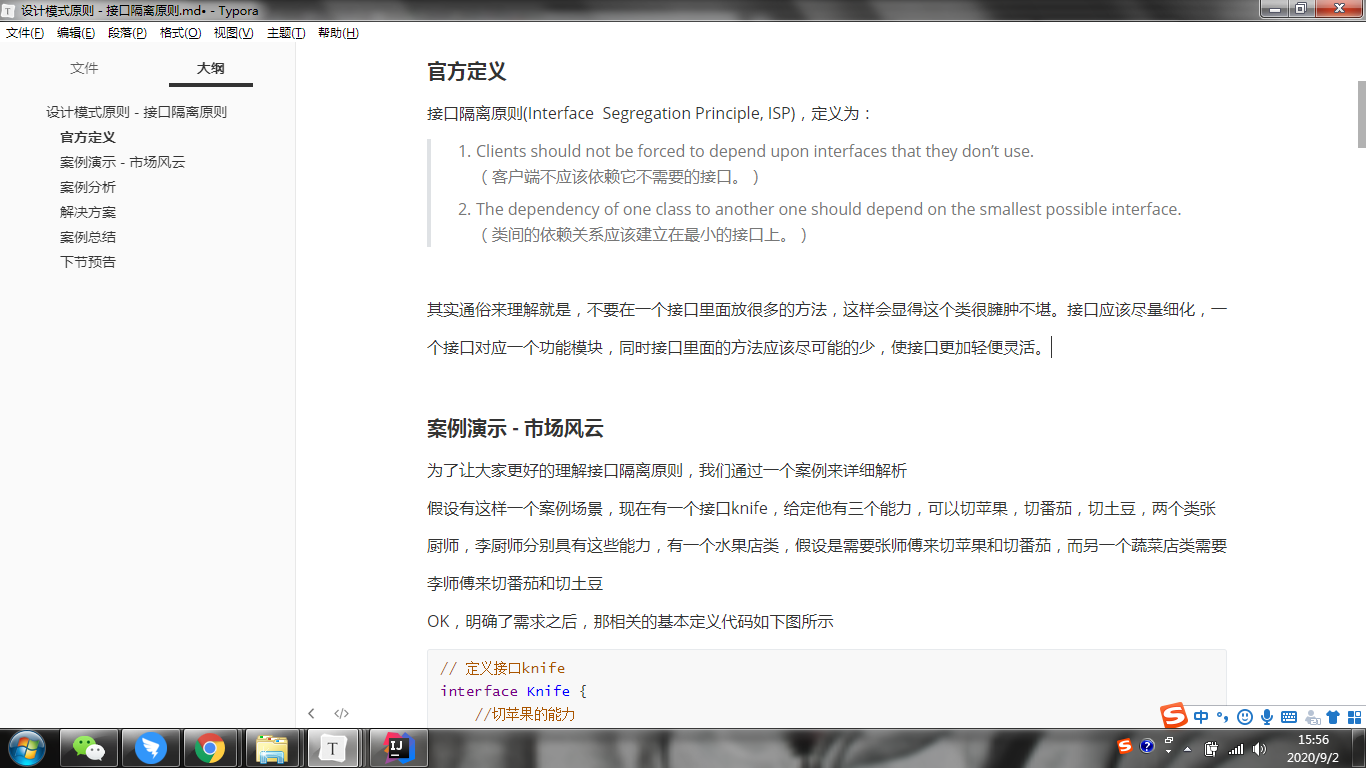 设计模式原则 - 接口隔离原则.md• - Typora
文件(F) 编辑(E) 段落(P) 格式(O) 视图(V) 主题(T) 帮助(H)
文件 大纲
设计模式原则 - 接口隔离原则
官方定义
案例演示 - 市场风云
案例分析
解决方案
案例总结
下节预告
官方定义
接口隔离原则(Interface  Segregation Principle, ISP)，定义为：
1. Clients should not be forced to depend upon interfaces that they don’t use.
（ 客户端不应该依赖它不需要的接口。 ）
2. The dependency of one class to another one should depend on the smallest possible interface.
（ 类间的依赖关系应该建立在最小的接口上。 ）
其实通俗来理解就是，不要在一个接口里面放很多的方法，这样会显得这个类很臃肿不堪。接口应该尽量细化，一
个接口对应一个功能模块，同时接口里面的方法应该尽可能的少，使接口更加轻便灵活。
案例演示 - 市场风云
为了让大家更好的理解接口隔离原则，我们通过一个案例来详细解析
假设有这样一个案例场景，现在有一个接口knife，给定他有三个能力，可以切苹果，切番茄，切土豆，两个类张
厨师，李厨师分别具有这些能力，有一个水果店类，假设是需要张师傅来切苹果和切番茄，而另一个蔬菜店类需要
李师傅来切番茄和切土豆
OK，明确了需求之后，那相关的基本定义代码如下图所示
// 定义接口knife
interface Knife {
//切苹果的能力
中
T
IJ
15:56
2020/9/2